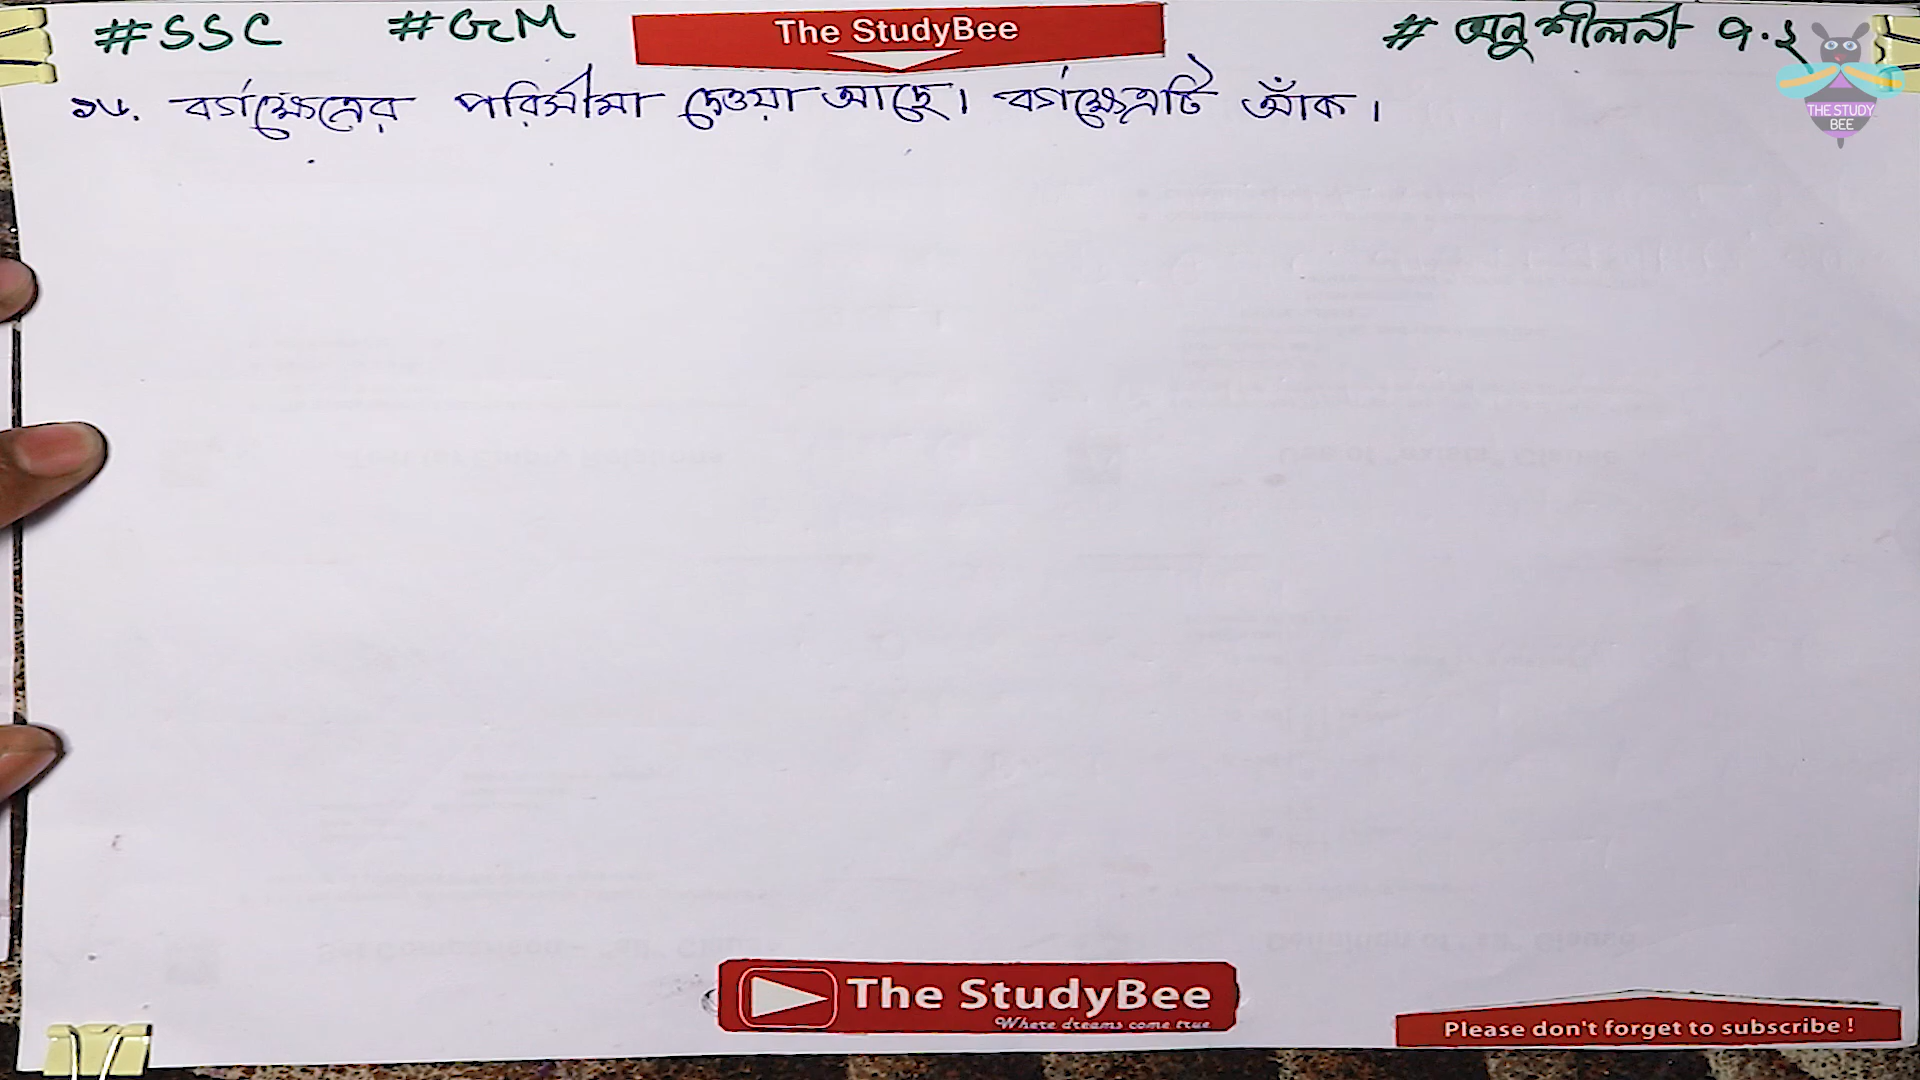 #SSC #GM The StudyBee # অনুশীলনী ৭.২
THE STUDY
BEE
১৬. বর্গক্ষেত্রের পরিসীমা দেওয়া আছে। বর্গক্ষেত্রটি আঁক।
The StudyBee
Where dreams come true
Please don't forget to subscribe !